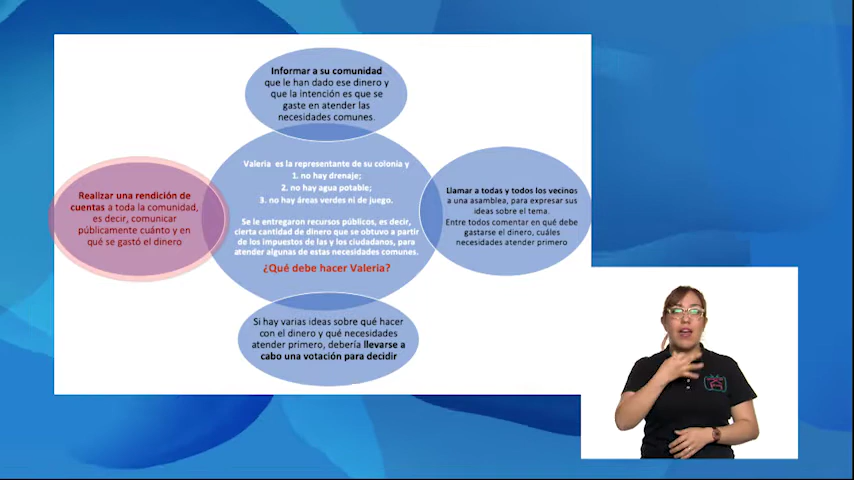 Informar a su comunidad
que le han dado ese dinero y
que la intención es que se
gaste en atender las
necesidades comunes.
Valeria es la representante de su colonia y
1. no hay drenaje;
2. no hay agua potable;
3. no hay áreas verdes ni de juego.
Se le entregaron recursos públicos, es decir,
cierta cantidad de dinero que se obtuvo a partir
de los impuestos de las y los ciudadanos, para
atender algunas de estas necesidades comunes.
¿Qué debe hacer Valeria?
Realizar una rendición de
cuentas a toda la comunidad,
es decir, comunicar
públicamente cuánto y en
qué se gastó el dinero
Llamar a todas y todos los vecinos
a una asamblea, para expresar sus
ideas sobre el tema.
Entre todos comentar en qué debe
gastarse el dinero, cuáles
necesidades atender primero
Si hay varias ideas sobre qué hacer
con el dinero y qué necesidades
atender primero, debería llevarse a
cabo una votación para decidir